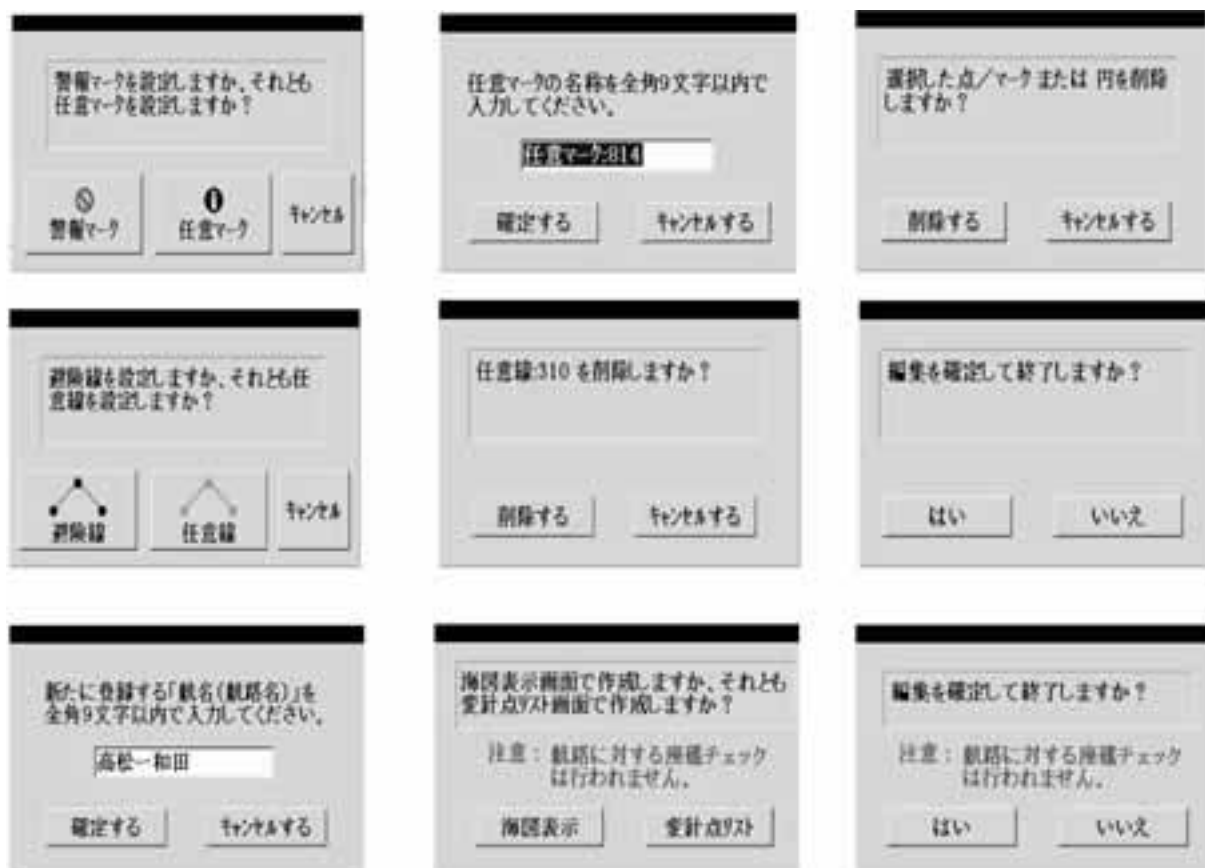 警報マークを設定しますか、それとも
任意マークを設定しますか？
警報マーク
任意マーク
キャンセル
任意マークの名称を全角9文字以内で
入力してください。
任意マーク:814
確定する
キャンセルする
選択した点／マーク または 円を削除
しますか？
削除する
キャンセルする
避険線を設定しますか、それとも任
意線を設定しますか？
避険線
任意線
キャンセル
任意線:310 を削除しますか？
削除する
キャンセルする
編集を確定して終了しますか？
はい
いいえ
新たに登録する「航名(航路名)」を
全角9文字以内で入力してください。
高松－和田
確定する
キャンセルする
海図表示画面で作成しますか、それとも
変針点リスト画面で作成しますか？
注意： 航路に対する座礁チェック
は行われません。
海図表示
変針点リスト
編集を確定して終了しますか？
注意： 航路に対する座礁チェック
は行われません。
はい
いいえ